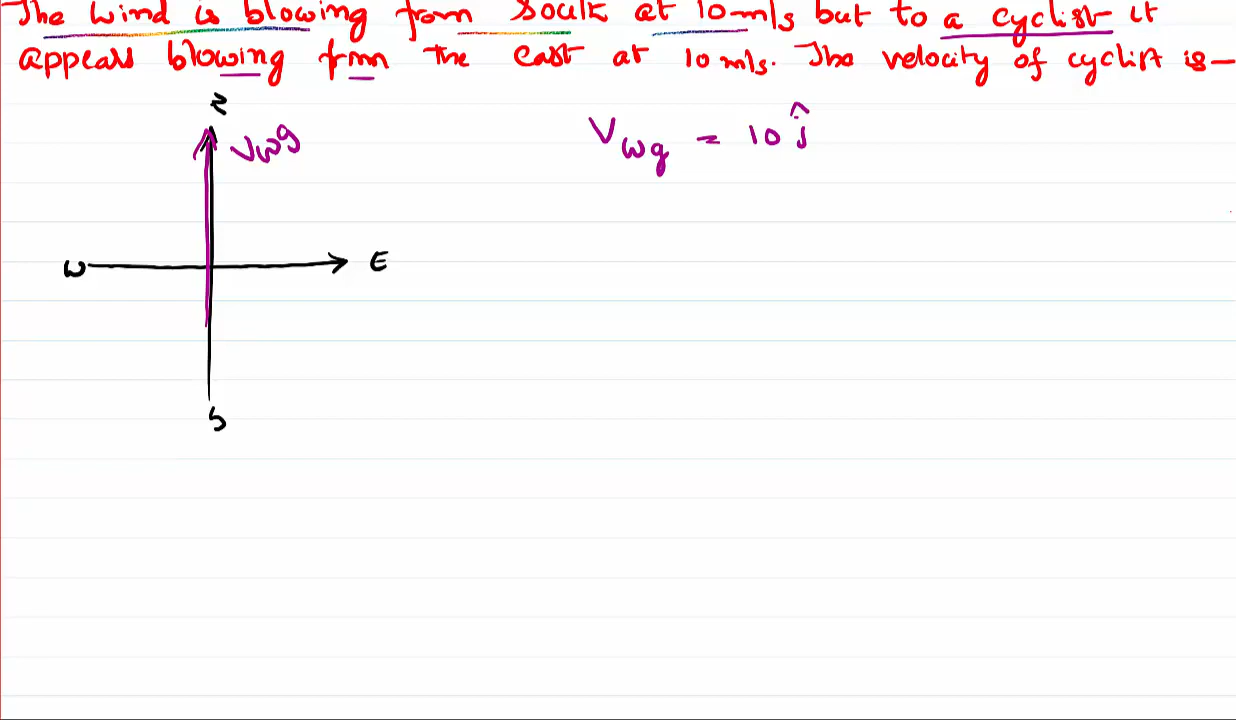 The wind is blowing from south at 10 m/s but to a cyclist it
appears blowing from the east at 10 m/s. The velocity of cyclist is—
N
Vwg
Vwg = 10 ĵ
W
E
S